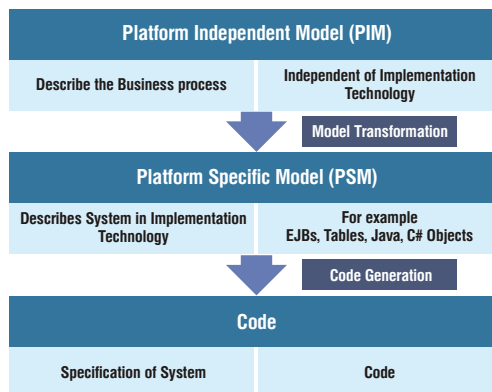 Platform Independent Model (PIM)
Describe the Business process
Independent of Implementation
Technology
Model Transformation
Platform Specific Model (PSM)
Describes System in Implementation
Technology
For example
EJBs, Tables, Java, C# Objects
Code Generation
Code
Specification of System
Code